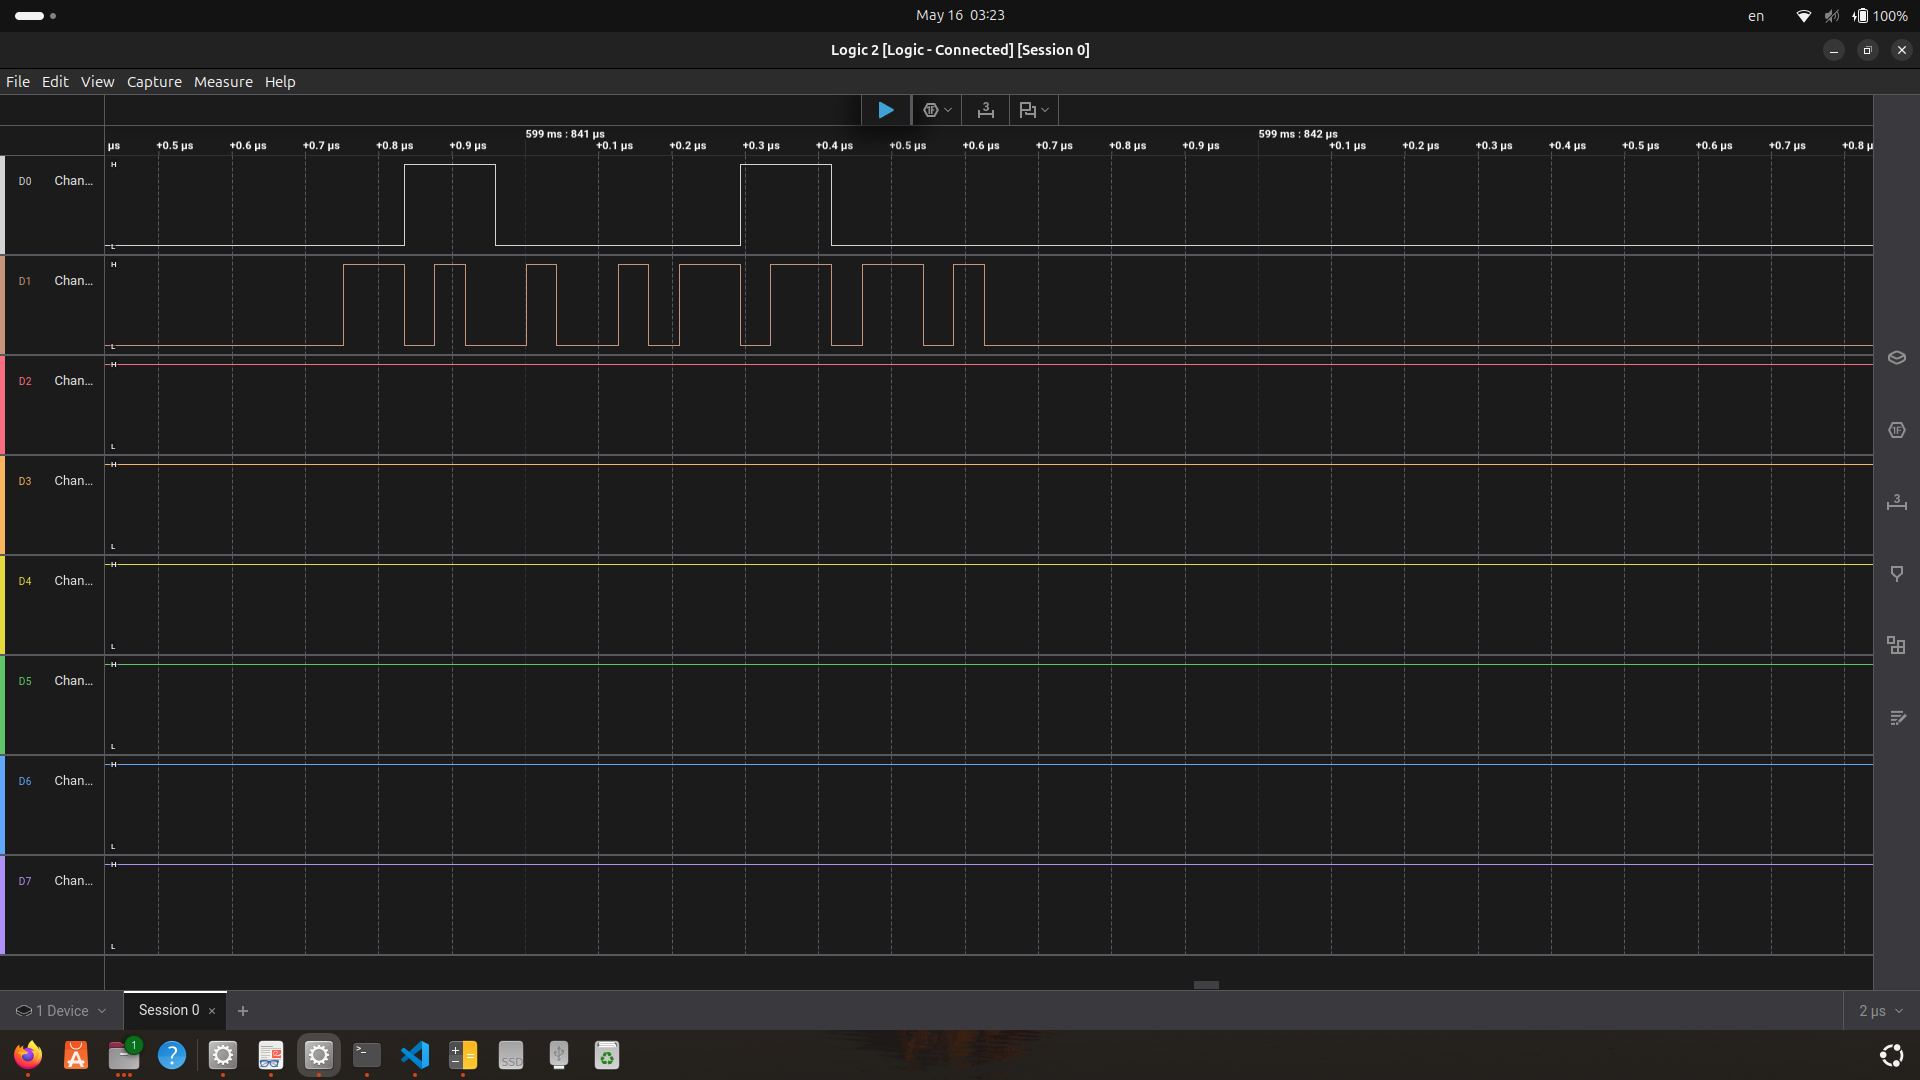 May 16 03:23
en
100%
Logic 2 [Logic - Connected] [Session 0]
File Edit View Capture Measure Help
1F
3
599 ms : 841 µs
599 ms : 842 µs
µs +0.5 µs +0.6 µs +0.7 µs +0.8 µs +0.9 µs +0.1 µs +0.2 µs +0.3 µs +0.4 µs +0.5 µs +0.6 µs +0.7 µs +0.8 µs +0.9 µs +0.1 µs +0.2 µs +0.3 µs +0.4 µs +0.5 µs +0.6 µs +0.7 µs +0.8 µ
H
D0 Chan...
L
H
D1 Chan...
L
H
D2 Chan...
L
H
D3 Chan...
L
H
D4 Chan...
L
H
D5 Chan...
L
H
D6 Chan...
L
H
D7 Chan...
L
1F
3
1 Device
Session 0
2 µs
1
SSD